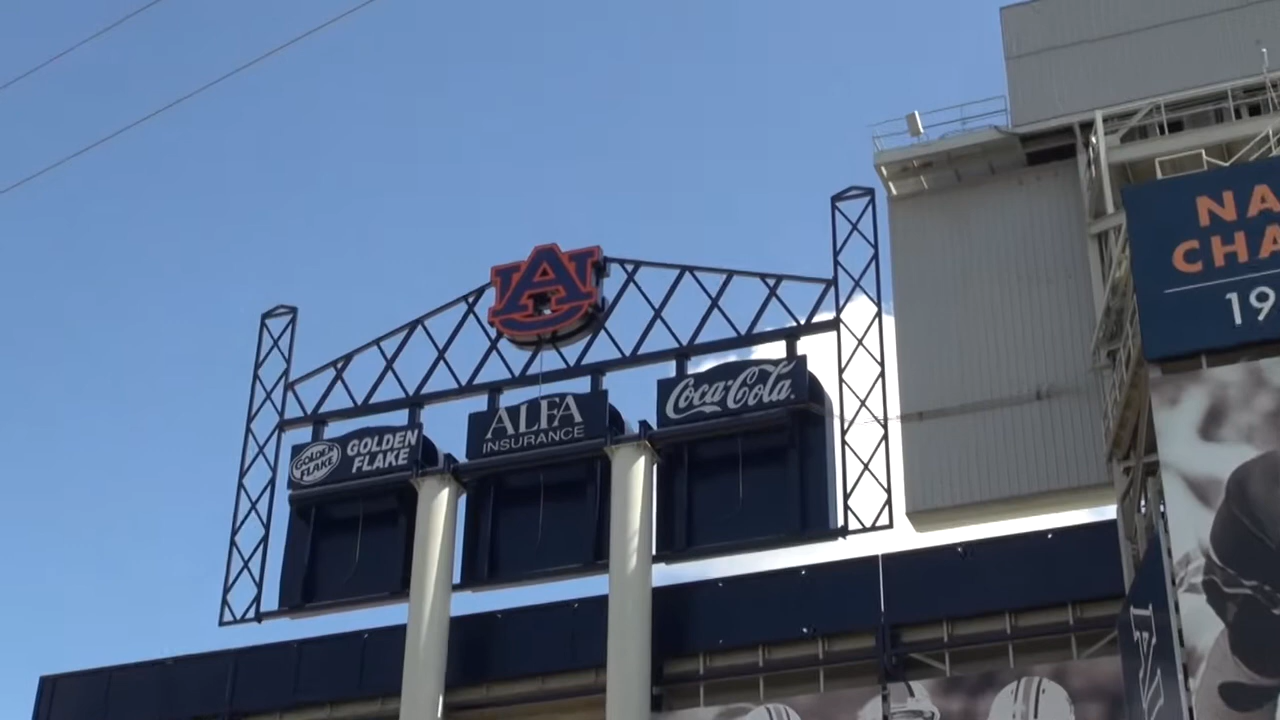 AU
GOLDEN FLAKE
GOLDEN
FLAKE
ALFA
INSURANCE
Coca-Cola
NA
CHA
19